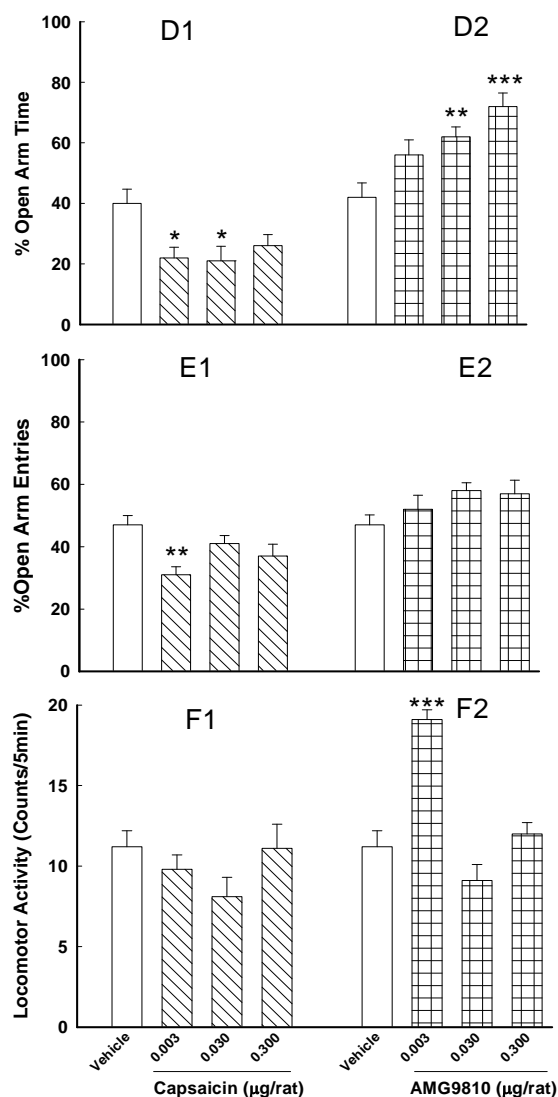 D1 D2
100
80
60
40
20
0
% Open Arm Time
* * ** ***
E1 E2
100
80
60
40
20
0
%Open Arm Entries
**
F1 F2
20
15
10
5
0
Locomotor Activity (Counts/5min)
***
Vehicle 0.003 0.030 0.300 Vehicle 0.003 0.030 0.300
Capsaicin (µg/rat) AMG9810 (µg/rat)